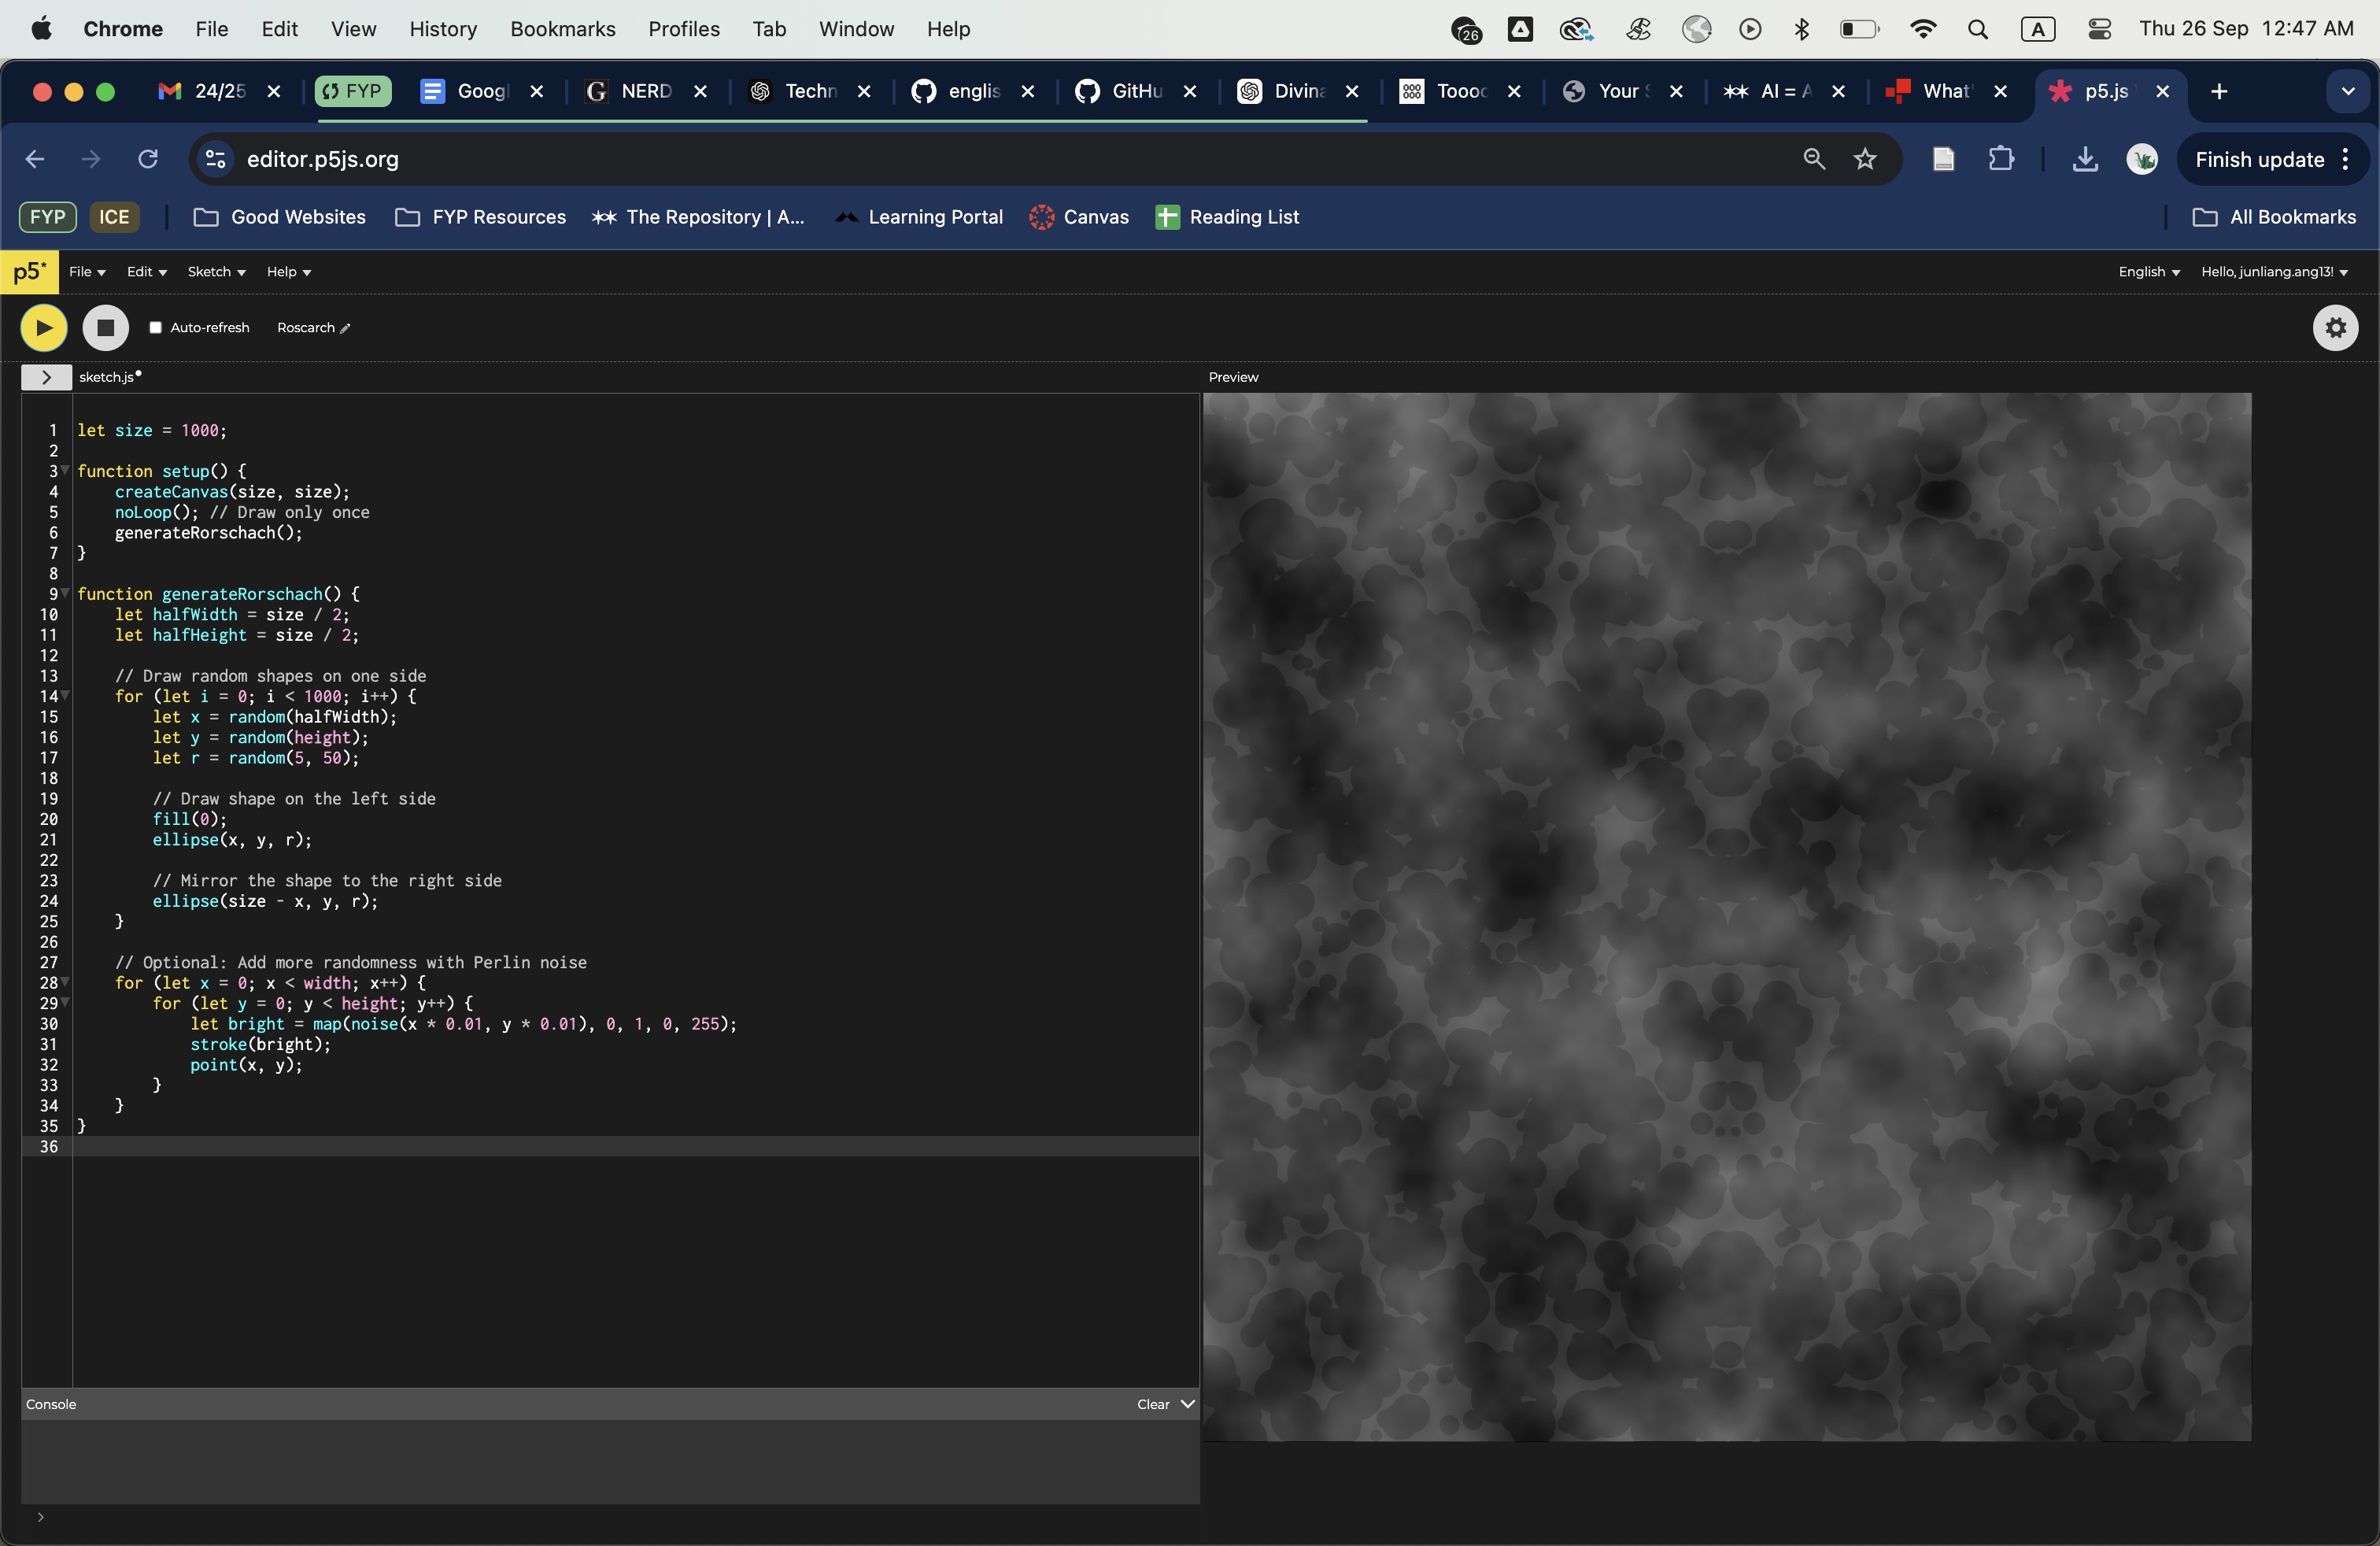 Chrome File Edit View History Bookmarks Profiles Tab Window Help 26 A Thu 26 Sep 12:47 AM
24/25 FYP Googl G NERD Techn englis GitHu Divina Toooo Your AI = A What' p5.js
editor.p5js.org Finish update
FYP ICE Good Websites FYP Resources The Repository | A... Learning Portal Canvas Reading List All Bookmarks
p5* File Edit Sketch Help English Hello, junliang.ang13!
Auto-refresh Roscarch
sketch.js Preview
1 let size = 1000;
2
3 function setup() {
4 createCanvas(size, size);
5 noLoop(); // Draw only once
6 generateRorschach();
7 }
8
9 function generateRorschach() {
10 let halfWidth = size / 2;
11 let halfHeight = size / 2;
12
13 // Draw random shapes on one side
14 for (let i = 0; i < 1000; i++) {
15 let x = random(halfWidth);
16 let y = random(height);
17 let r = random(5, 50);
18
19 // Draw shape on the left side
20 fill(0);
21 ellipse(x, y, r);
22
23 // Mirror the shape to the right side
24 ellipse(size - x, y, r);
25 }
26
27 // Optional: Add more randomness with Perlin noise
28 for (let x = 0; x < width; x++) {
29 for (let y = 0; y < height; y++) {
30 let bright = map(noise(x * 0.01, y * 0.01), 0, 1, 0, 255);
31 stroke(bright);
32 point(x, y);
33 }
34 }
35 }
36
Console Clear
>